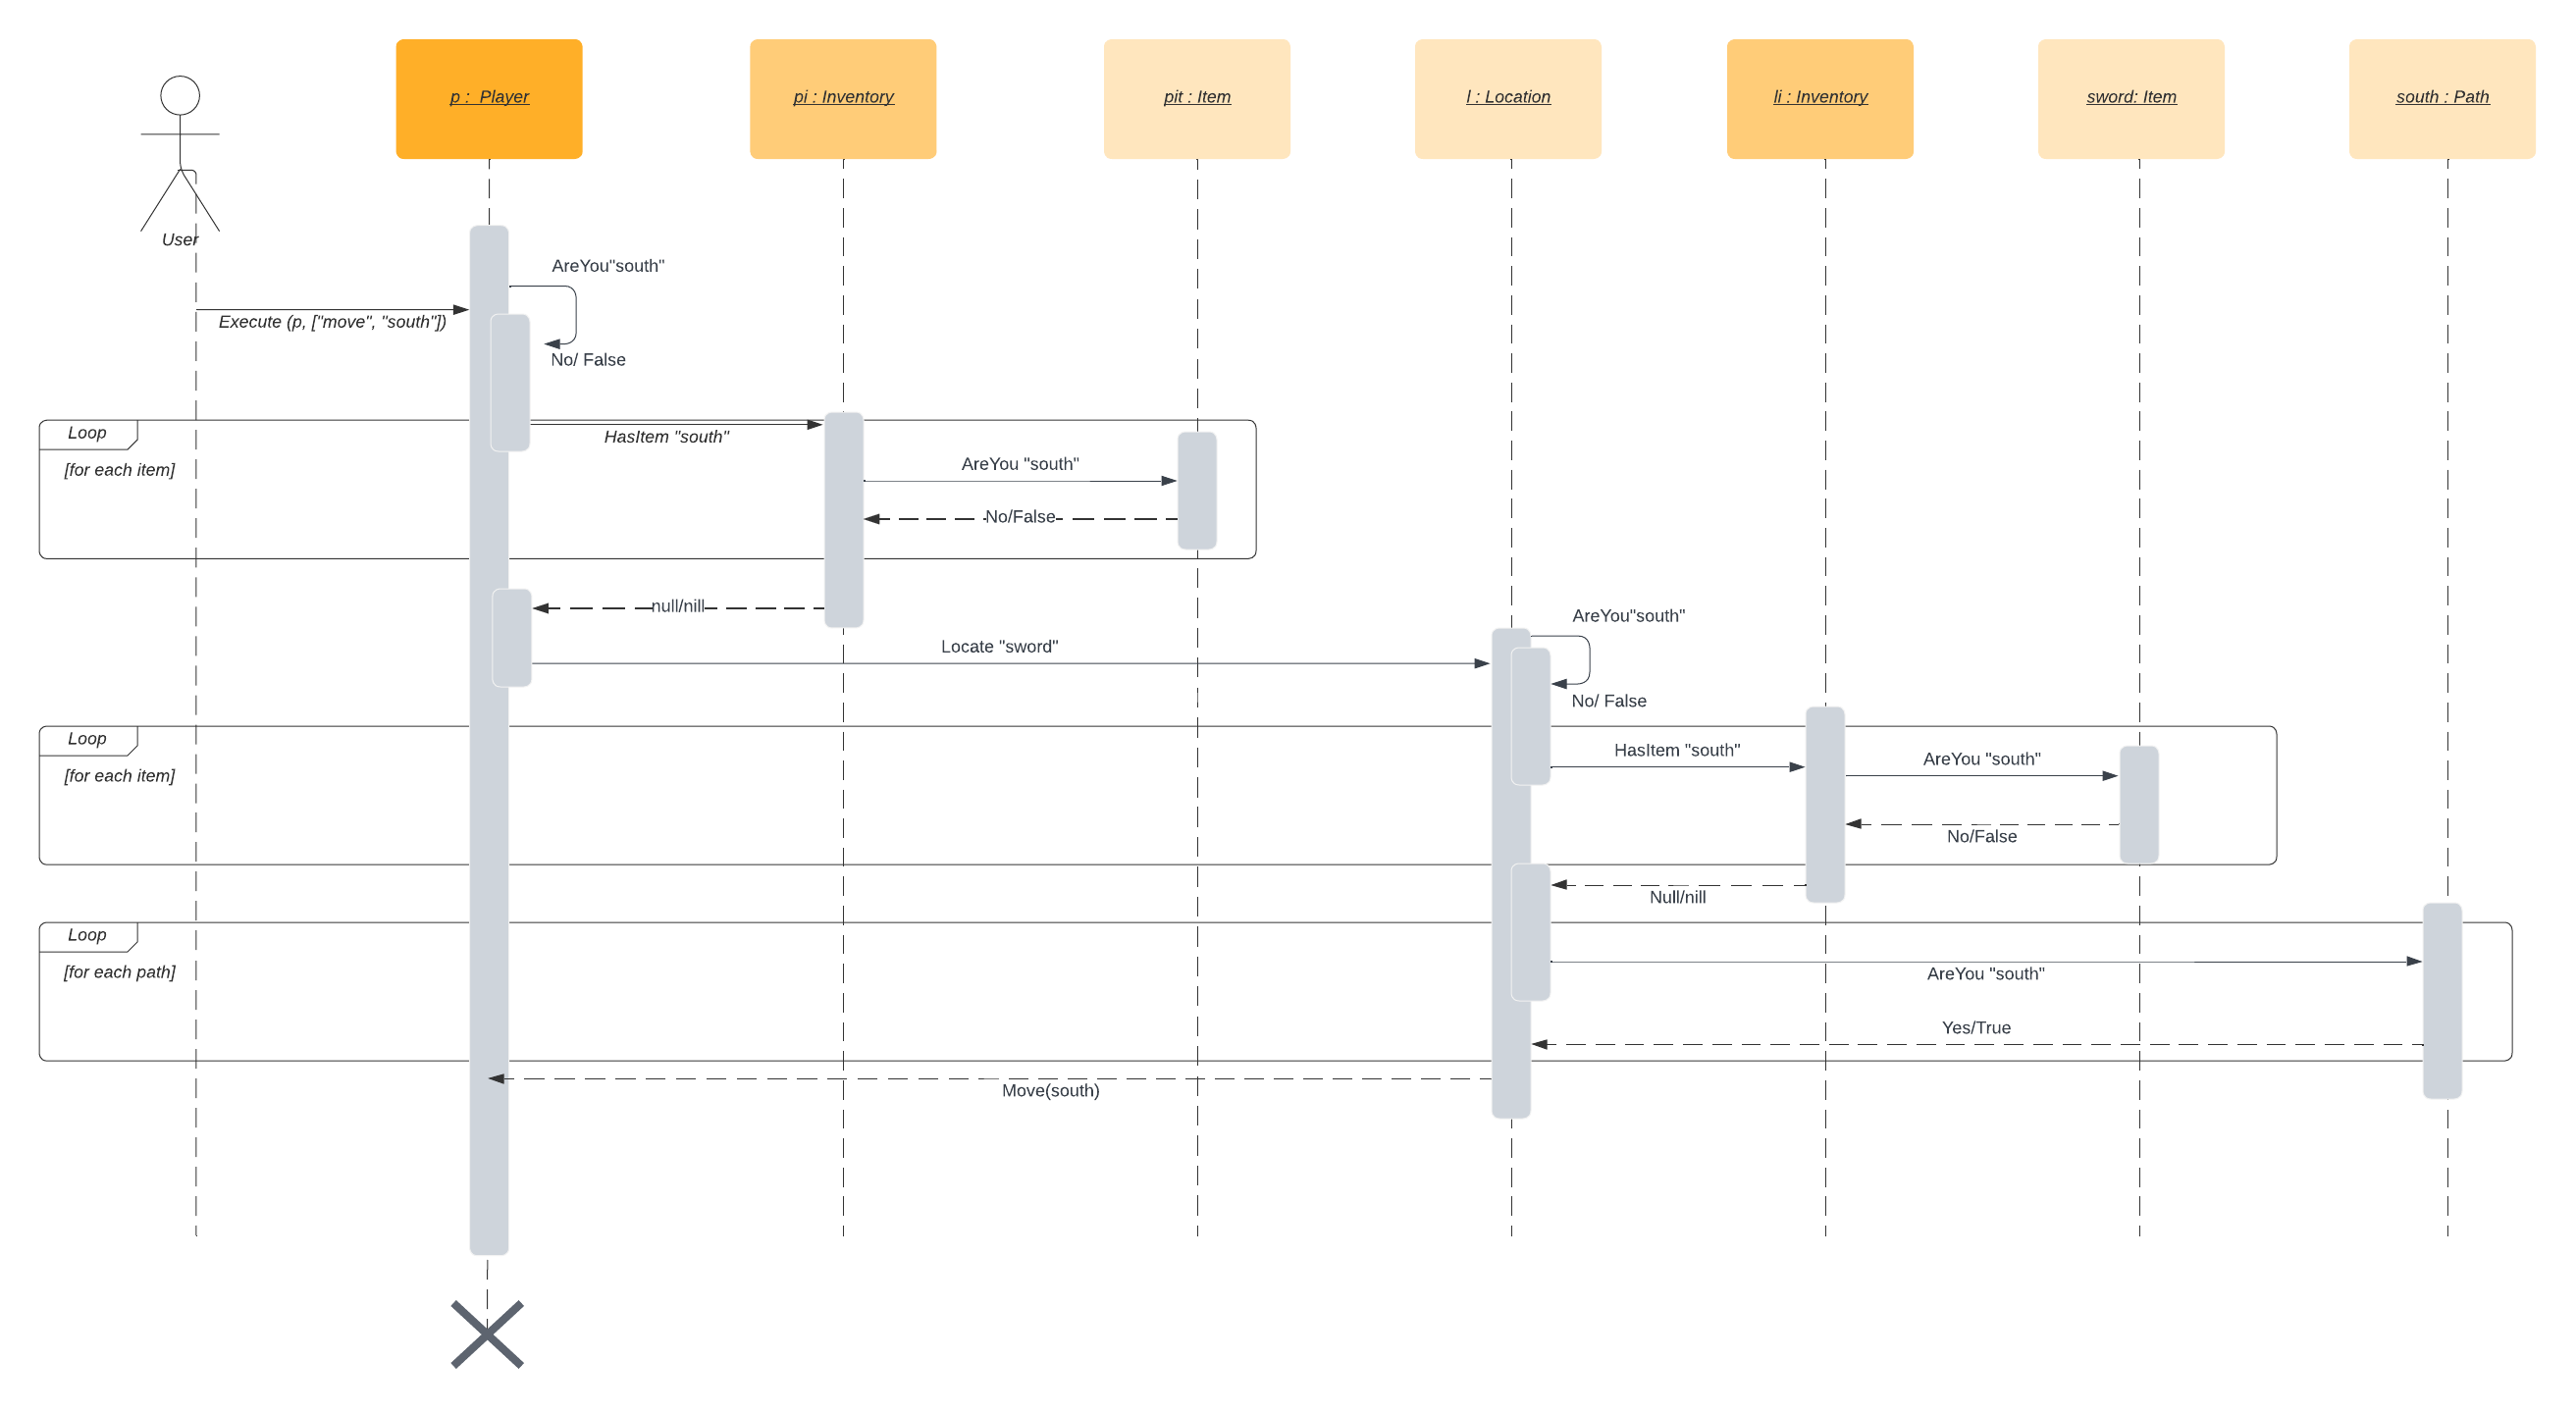 p :  Player
pi : Inventory
pit : Item
l : Location
li : Inventory
sword: Item
south : Path
User
AreYou"south"
Execute (p, ["move", "south"])
No/ False
Loop
HasItem "south"
[for each item]
AreYou "south"
No/False
null/nill
AreYou"south"
Locate "sword"
No/ False
Loop
[for each item]
HasItem "south"
AreYou "south"
No/False
Null/nill
Loop
[for each path]
AreYou "south"
Yes/True
Move(south)